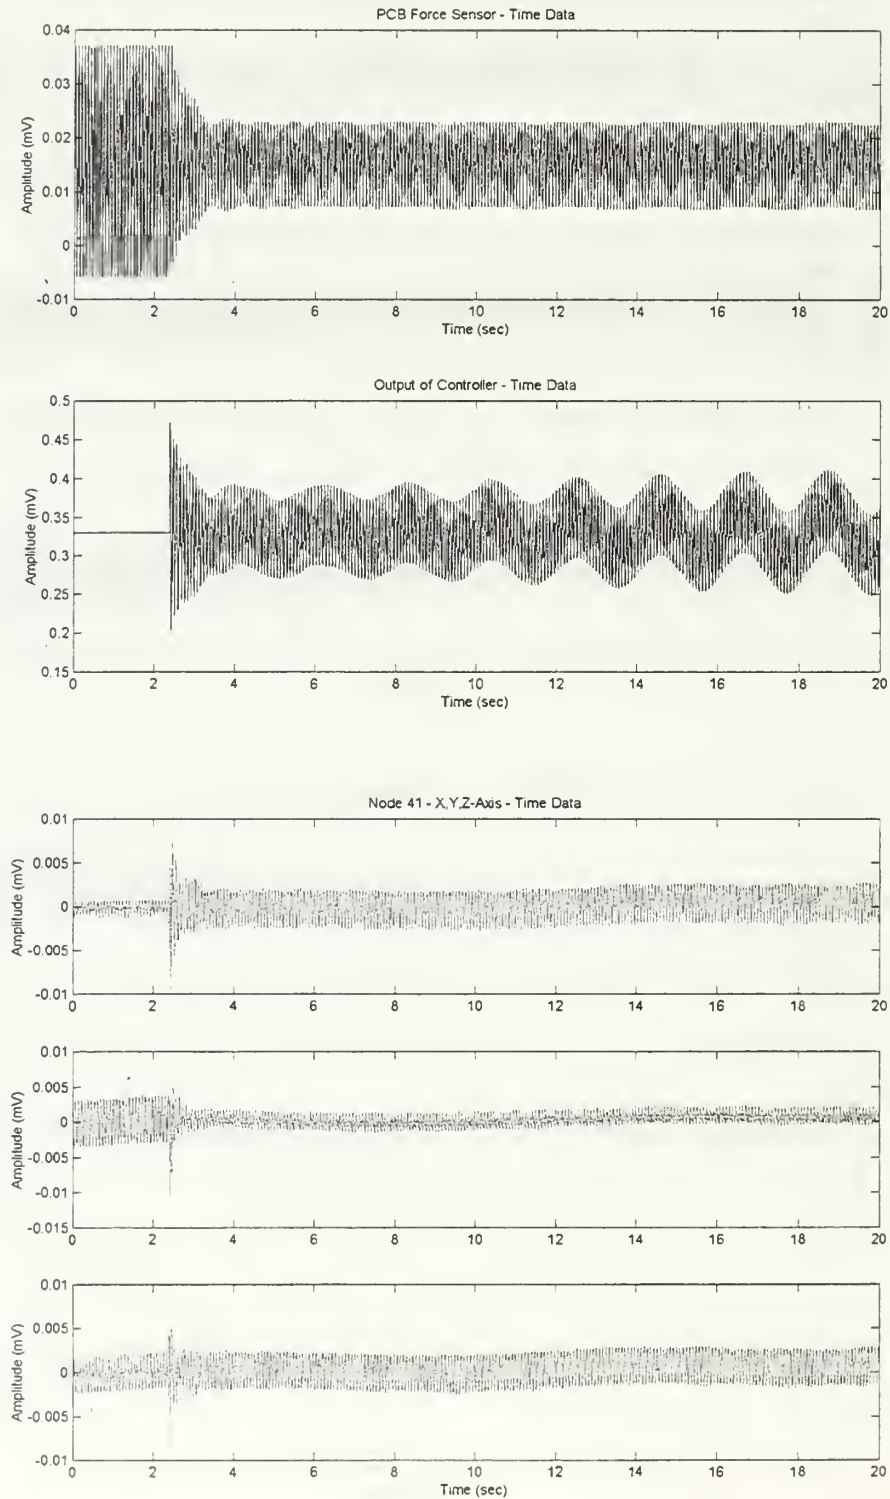 PCB Force Sensor - Time Data
0.04
0.03
0.02
0.01
0
-0.01
Amplitude (mV)
0 2 4 6 8 10 12 14 16 18 20
Time (sec)
Output of Controller - Time Data
0.5
0.45
0.4
0.35
0.3
0.25
0.2
0.15
Amplitude (mV)
0 2 4 6 8 10 12 14 16 18 20
Time (sec)
Node 41 - X,Y,Z-Axis - Time Data
0.01
0.005
0
-0.005
-0.01
Amplitude (mV)
0 2 4 6 8 10 12 14 16 18 20
0.01
0.005
0
-0.005
-0.01
-0.015
Amplitude (mV)
0 2 4 6 8 10 12 14 16 18 20
0.01
0.005
0
-0.005
-0.01
Amplitude (mV)
0 2 4 6 8 10 12 14 16 18 20
Time (sec)